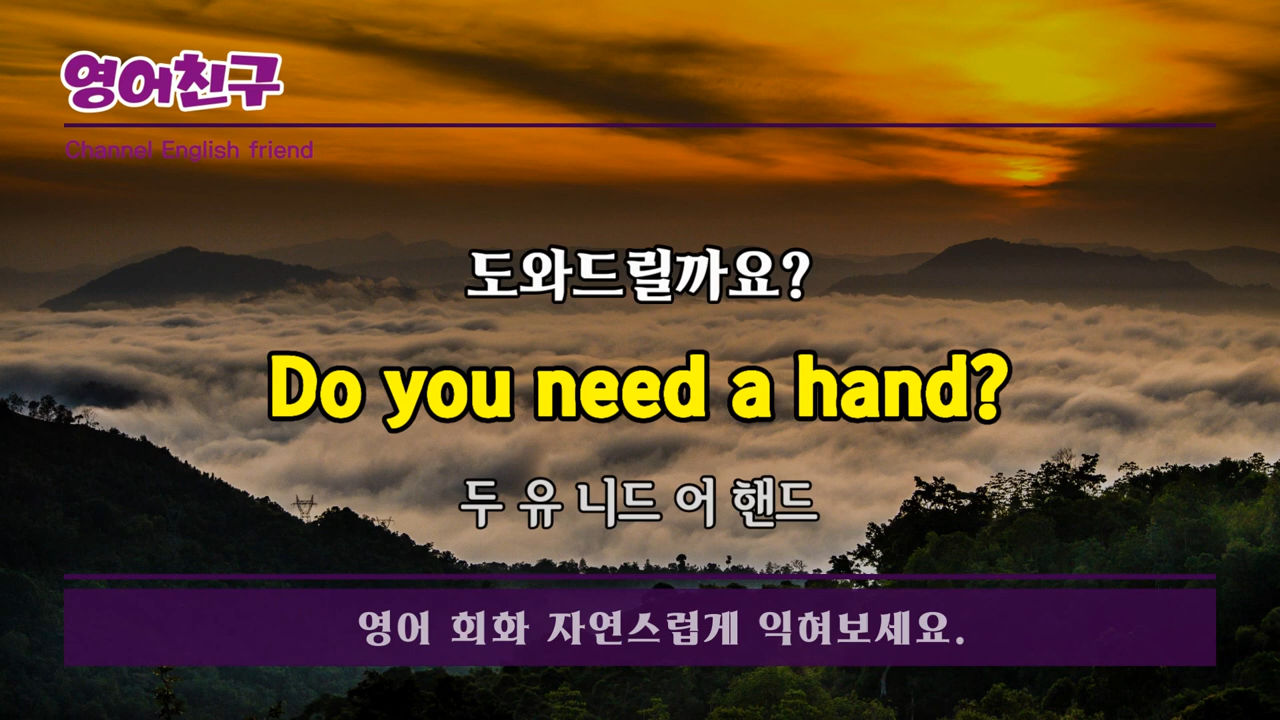 영어친구
Channel English friend
도와드릴까요?
Do you need a hand?
두 유 니드 어 핸드
영어 회화 자연스럽게 익혀보세요.